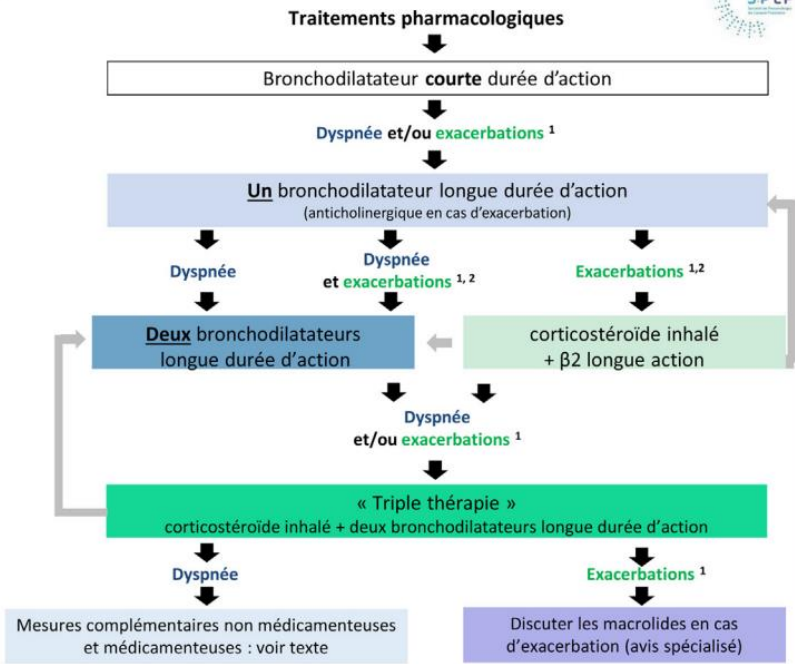 Traitements pharmacologiques
Bronchodilatateur courte durée d'action
Dyspnée et/ou exacerbations 1
Un bronchodilatateur longue durée d'action
(anticholinergique en cas d'exacerbation)
Dyspnée
Dyspnée
et exacerbations 1, 2
Exacerbations 1,2
Deux bronchodilatateurs
longue durée d'action
corticostéroïde inhalé
+ β2 longue action
Dyspnée
et/ou exacerbations 1
« Triple thérapie »
corticostéroïde inhalé + deux bronchodilatateurs longue durée d'action
Dyspnée
Exacerbations 1
Mesures complémentaires non médicamenteuses
et médicamenteuses : voir texte
Discuter les macrolides en cas
d'exacerbation (avis spécialisé)